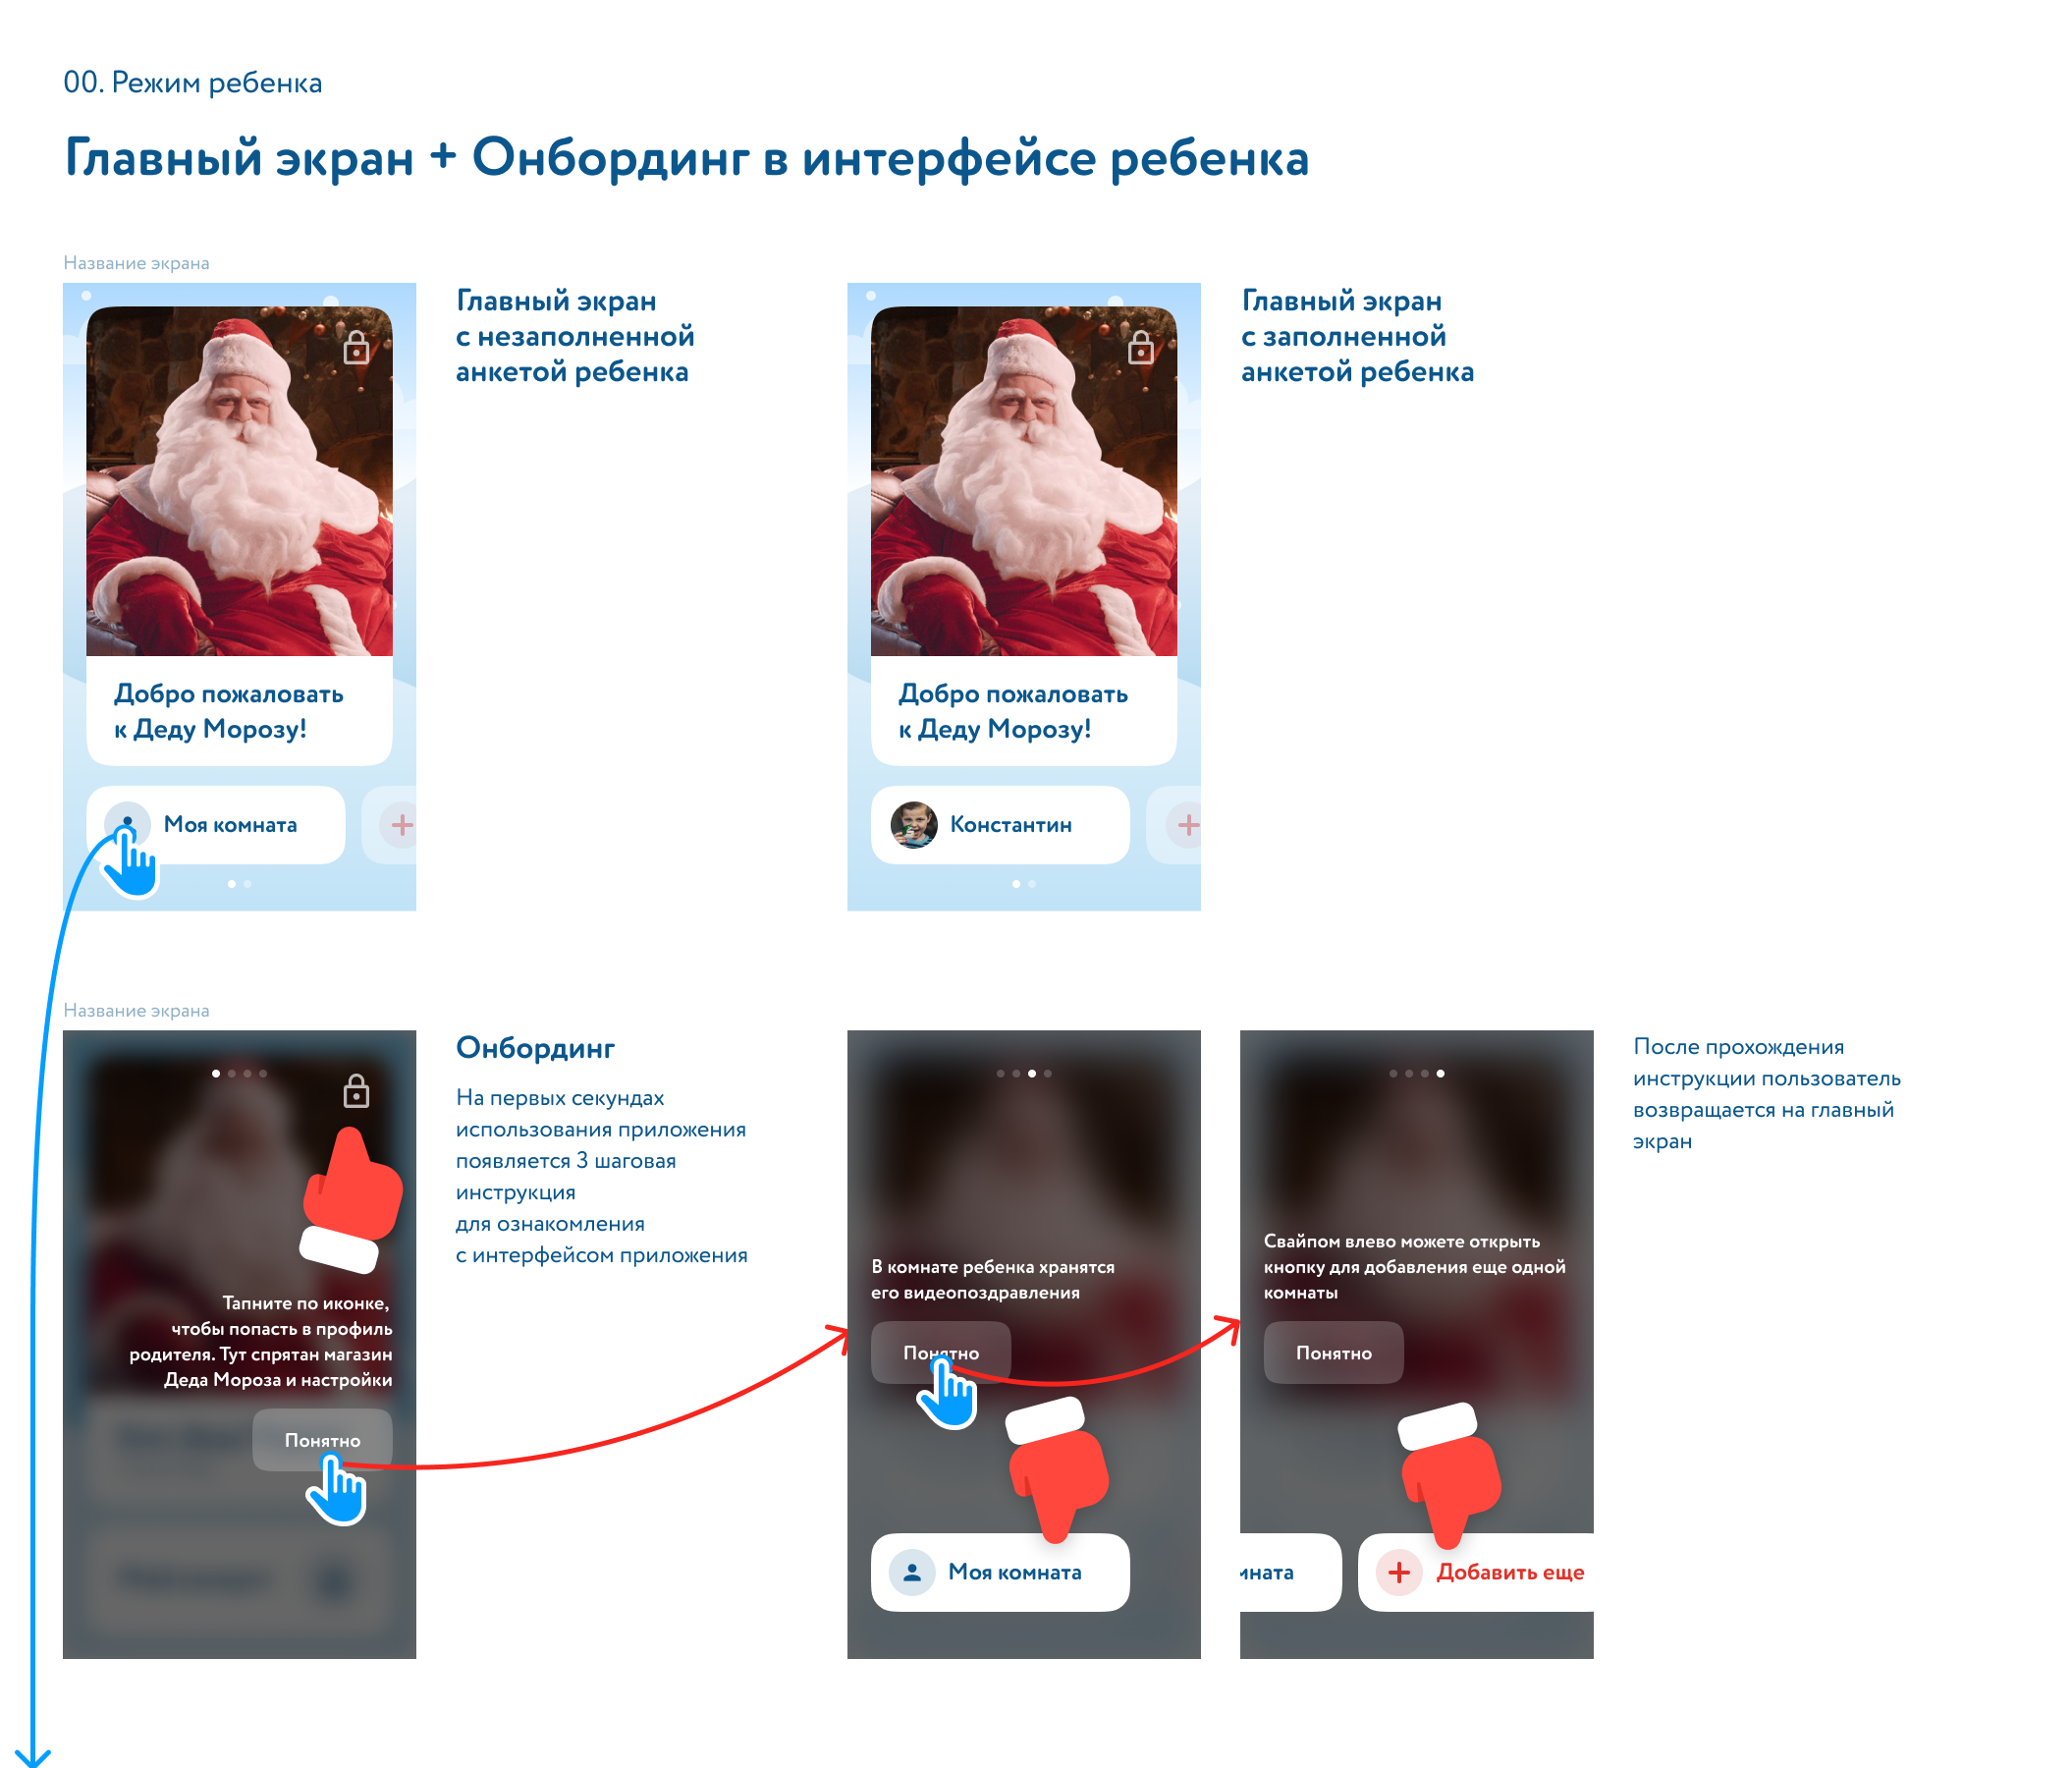 00. Режим ребенка
Главный экран + Онбординг в интерфейсе ребенка
Название экрана
Добро пожаловать
к Деду Морозу!
Моя комната
Главный экран
с незаполненной
анкетой ребенка
Добро пожаловать
к Деду Морозу!
Константин
Главный экран
с заполненной
анкетой ребенка
Название экрана
Тапните по иконке,
чтобы попасть в профиль
родителя. Тут спрятан магазин
Деда Мороза и настройки
Понятно
Онбординг
На первых секундах
использования приложения
появляется 3 шаговая
инструкция
для ознакомления
с интерфейсом приложения
В комнате ребенка хранятся
его видеопоздравления
Понятно
Моя комната
Свайпом влево можете открыть
кнопку для добавления еще одной
комнаты
Понятно
мната
Добавить еще
После прохождения
инструкции пользователь
возвращается на главный
экран